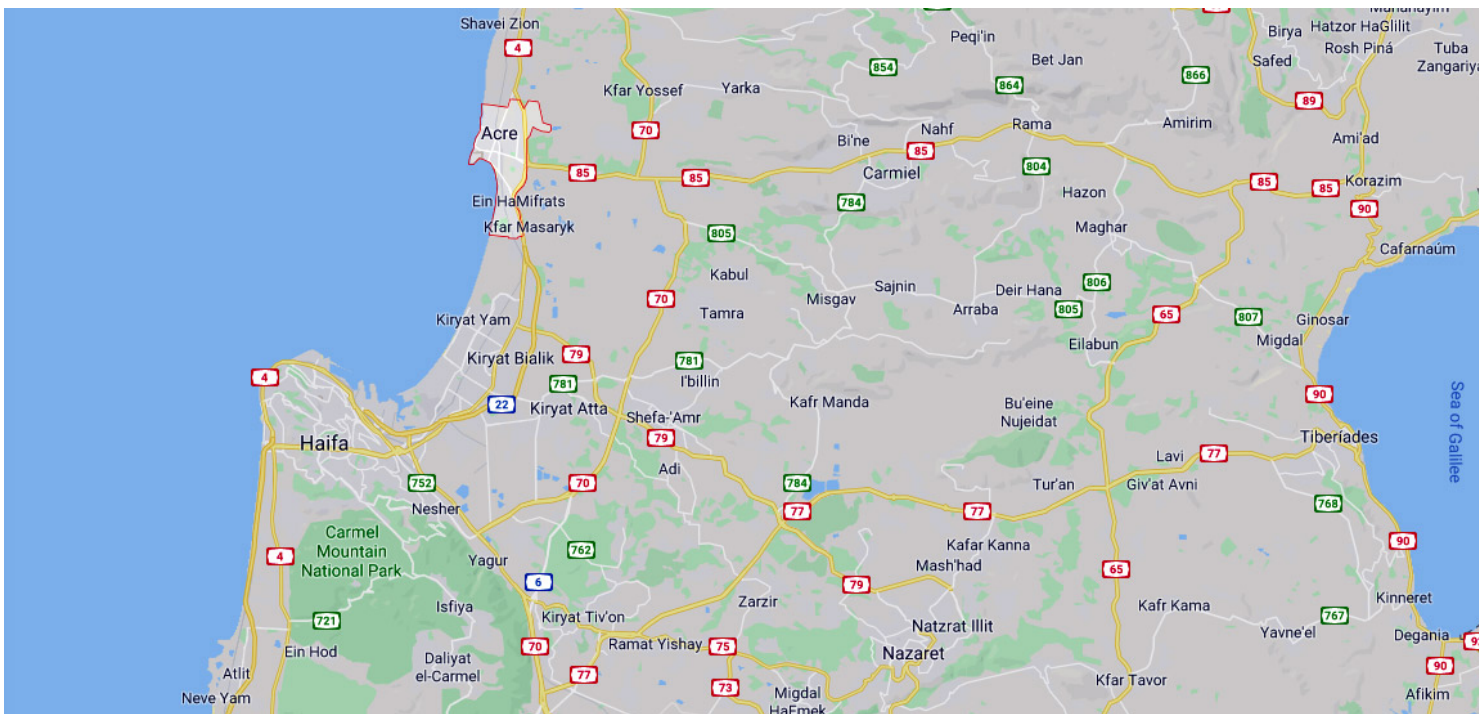 Shavei Zion
4
Peqi'in
Birya
Hatzor HaGlilit
Rosh Piná
Safed
Tuba
Zangariya
Bet Jan
854
864
866
Kfar Yossef
Yarka
89
Acre
70
Bi'ne
Nahf
Rama
Amirim
Ami'ad
85
85
85
Carmiel
804
85
85
Korazim
Hazon
90
Ein HaMifrats
784
Kfar Masaryk
805
Maghar
Cafarnaúm
Kabul
Sajnin
Deir Hana
806
70
Misgav
Arraba
805
65
807
Ginosar
Tamra
Migdal
Kiryat Yam
Eilabun
Kiryat Bialik
79
781
781
I'billin
4
90
22
Kiryat Atta
Shefa-'Amr
Kafr Manda
Bu'eine
Nujeidat
Sea of Galilee
Haifa
79
Tiberíades
Lavi
77
Adi
752
70
784
Tur'an
Giv'at Avni
768
Nesher
77
77
Carmel
Mountain
National Park
4
762
Kafar Kanna
90
Yagur
Mash'had
65
6
79
Isfiya
Zarzir
Kafr Kama
Kinneret
721
Kiryat Tiv'on
Natzrat Illit
767
Yavne'el
Degania
Ein Hod
70
Ramat Yishay
75
Nazaret
Daliyat
el-Carmel
90
Atlit
77
73
Kfar Tavor
Neve Yam
Migdal
HaEmek
Afikim